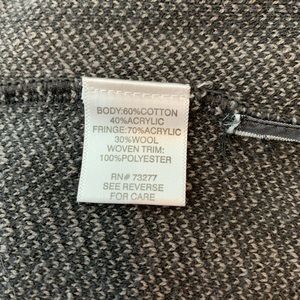 BODY:60%COTTON
40%ACRYLIC
FRINGE:70%ACRYLIC
30%WOOL
WOVEN TRIM:
100%POLYESTER
RN# 73277
SEE REVERSE
FOR CARE